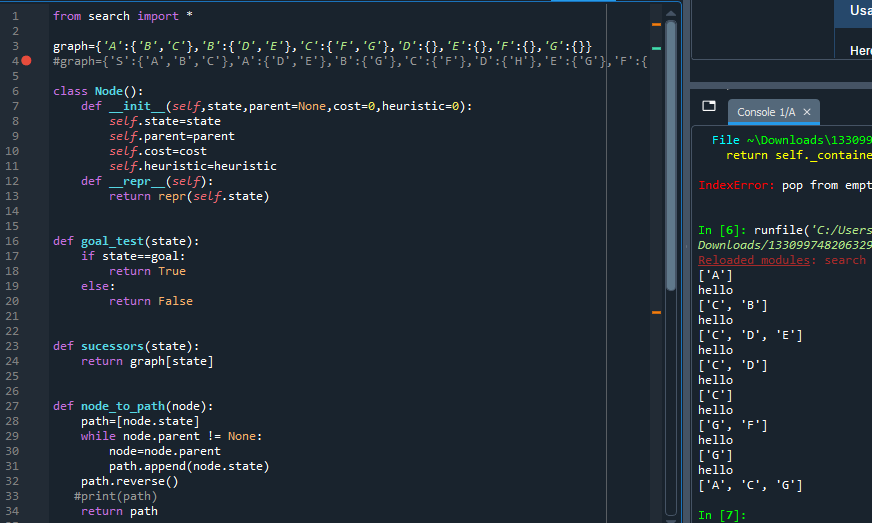 1 from search import *
2
3 graph={'A':{'B','C'},'B':{'D','E'},'C':{'F','G'},'D':{},'E':{},'F':{},'G':{}}
4 #graph={'S':{'A','B','C'},'A':{'D','E'},'B':{'G'},'C':{'F'},'D':{'H'},'E':{'G'},'F':{
5
6 class Node():
7     def __init__(self,state,parent=None,cost=0,heuristic=0):
8         self.state=state
9         self.parent=parent
10         self.cost=cost
11         self.heuristic=heuristic
12     def __repr__(self):
13         return repr(self.state)
14
15
16 def goal_test(state):
17     if state==goal:
18         return True
19     else:
20         return False
21
22
23 def sucessors(state):
24     return graph[state]
25
26
27 def node_to_path(node):
28     path=[node.state]
29     while node.parent != None:
30         node=node.parent
31         path.append(node.state)
32     path.reverse()
33    #print(path)
34     return path
Usa
Here
Console 1/A ×
File ~\Downloads\133099
return self._containe
IndexError: pop from empt
In [6]: runfile('C:/Users
Downloads/133099748206329
Reloaded modules: search
['A']
hello
['C', 'B']
hello
['C', 'D', 'E']
hello
['C', 'D']
hello
['C']
hello
['G', 'F']
hello
['G']
hello
['A', 'C', 'G']
In [7]: